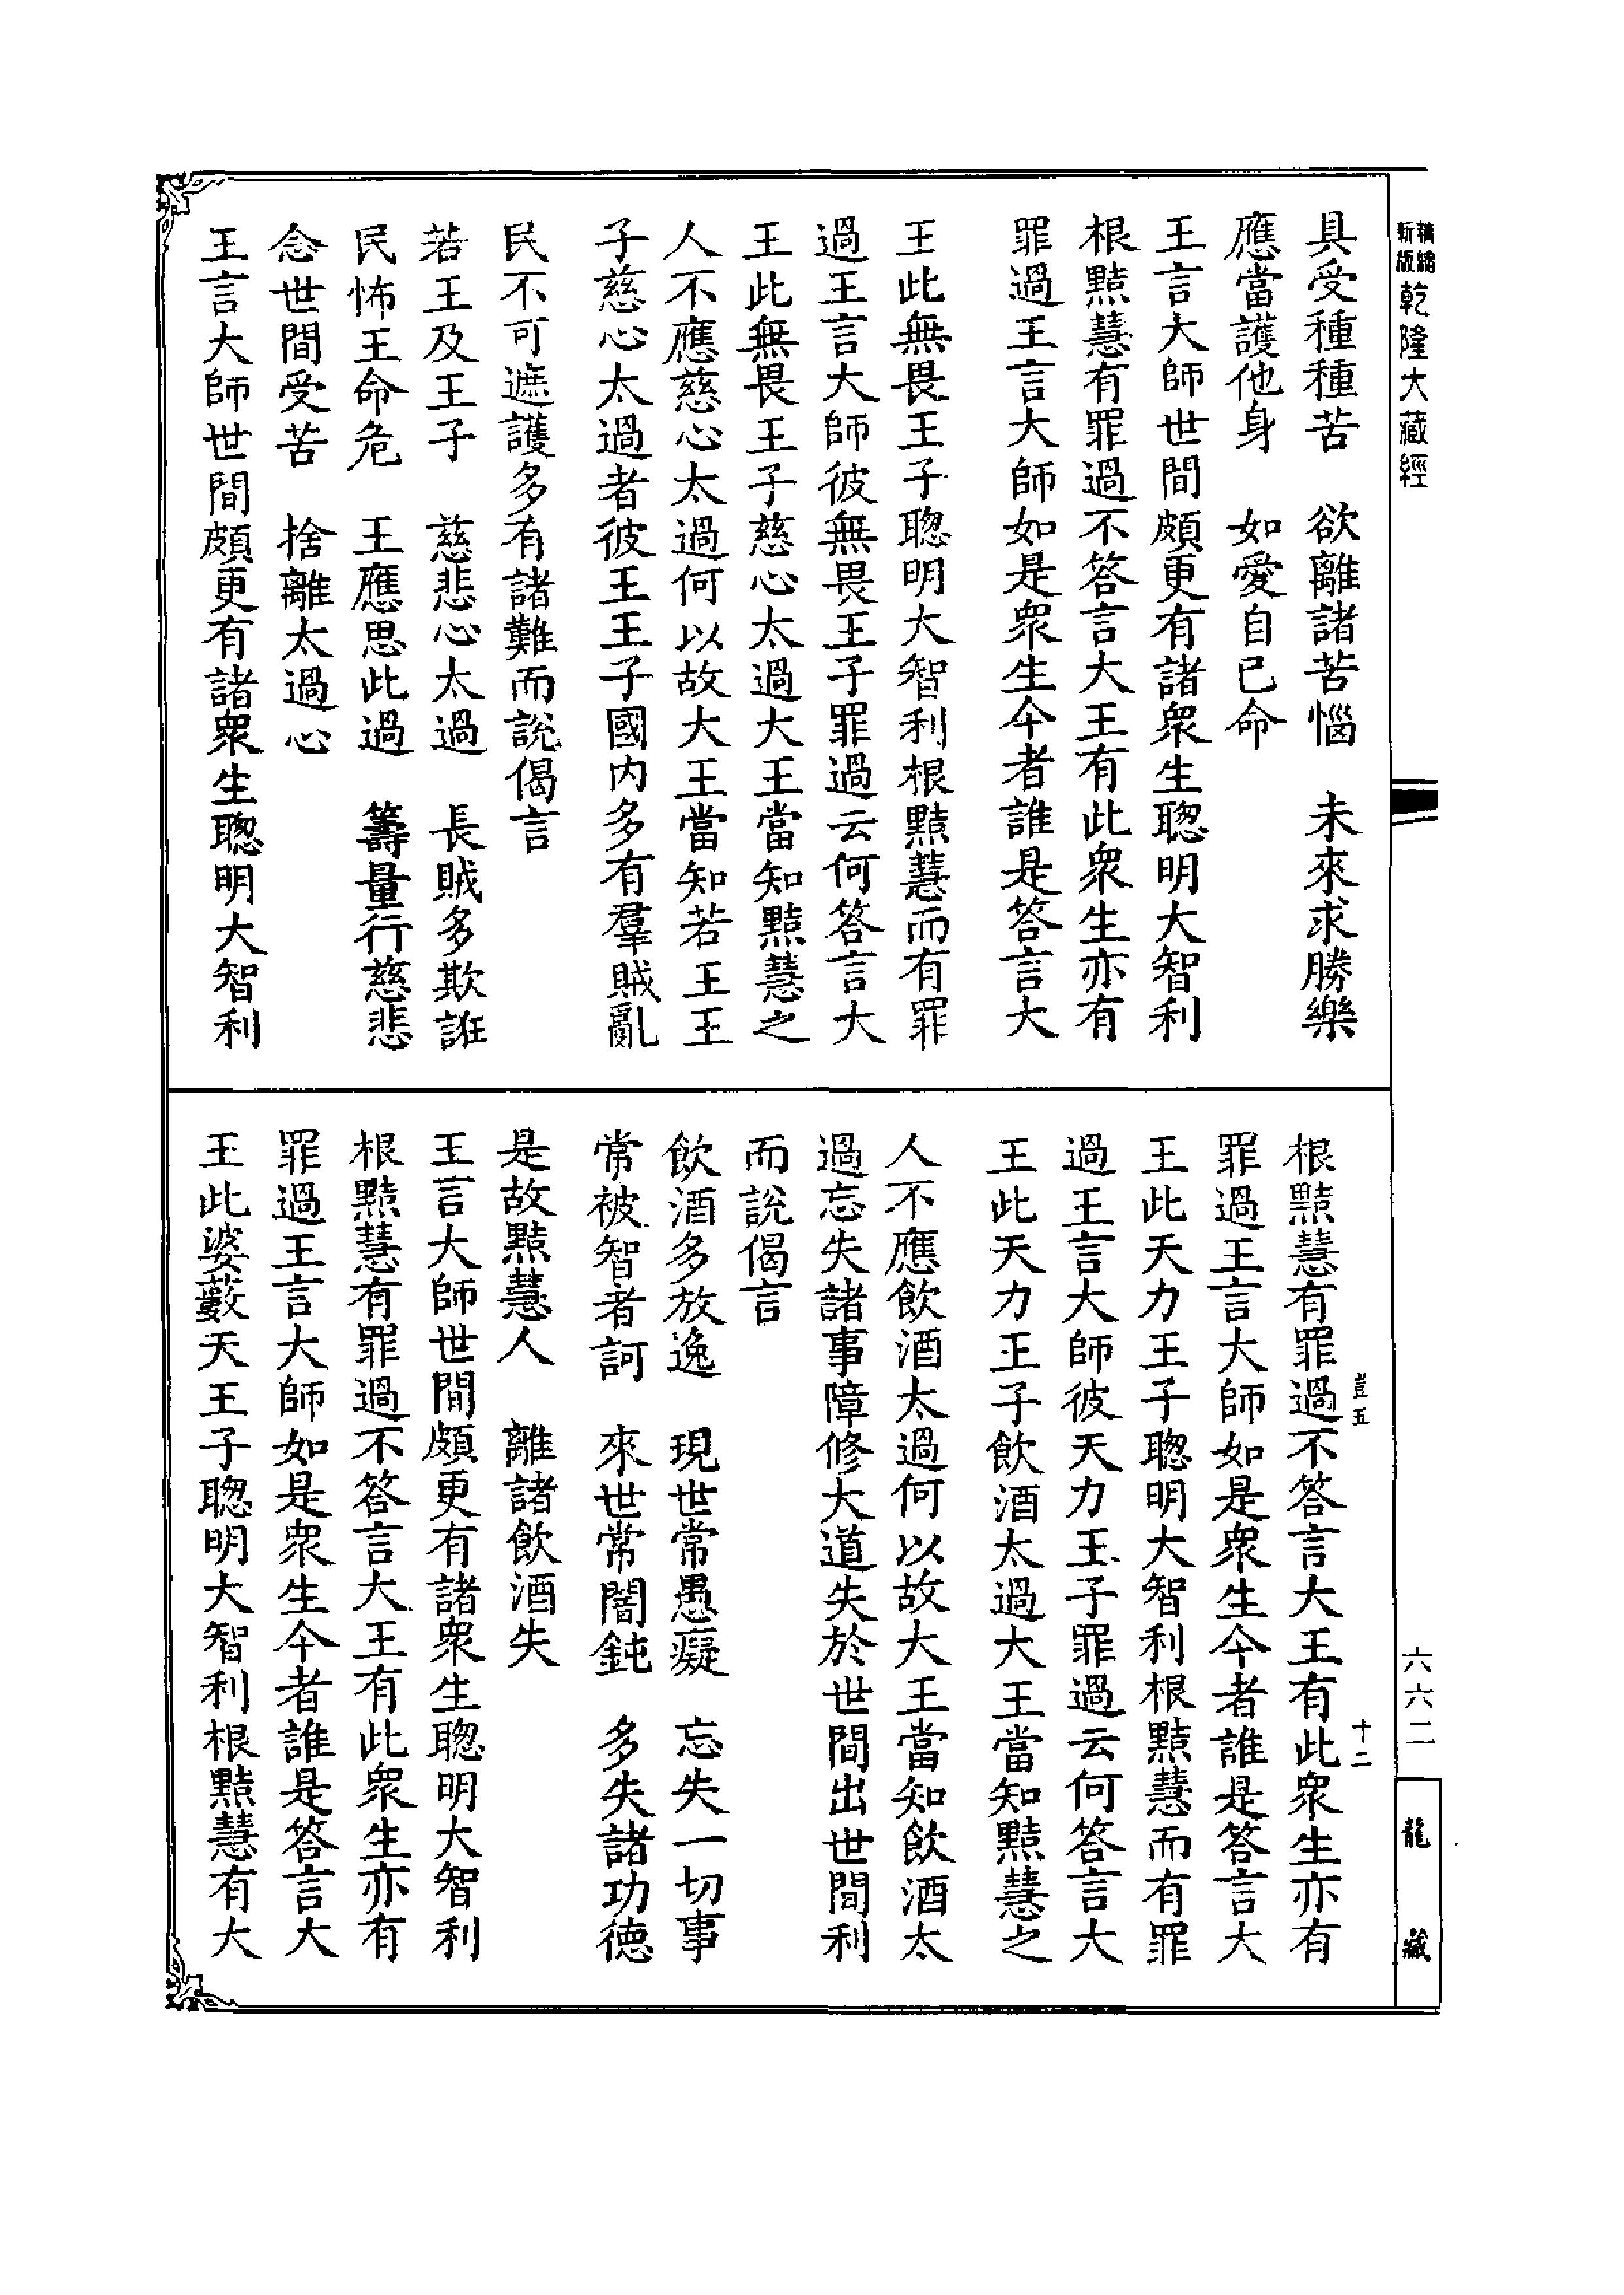 新版精縮乾隆大藏經
具受種種苦　欲離諸苦惱　未來求勝樂
應當護他身　如愛自己命
王言大師世間頗更有諸衆生聰明大智利
根黠慧有罪過不答言大王有此衆生亦有
罪過王言大師如是衆生今者誰是答言大
王此無畏王子聰明大智利根黠慧而有罪
過王言大師彼無畏王子罪過云何答言大
王此無畏王子慈心太過大王當知黠慧之
人不應慈心太過何以故大王當知若王王
子慈心太過者彼王王子國內多有羣賊亂
民不可遮護多有諸難而說偈言
若王及王子　慈悲心太過　長賊多欺誑
民怖王命危　王應思此過　籌量行慈悲
念世間受苦　捨離太過心
王言大師世間頗更有諸衆生聰明大智利
根黠慧有罪過不答言大王有此衆生亦有
罪過王言大師如是衆生今者誰是答言大
王此天力王子聰明大智利根黠慧而有罪
過王言大師彼天力王子罪過云何答言大
王此天力王子飲酒太過大王當知黠慧之
人不應飲酒太過何以故大王當知飲酒太
過忘失諸事障修大道失於世間出世間利
而說偈言
飲酒多放逸　現世常愚癡　忘失一切事
常被智者訶　來世常闇鈍　多失諸功德
是故黠慧人　離諸飲酒失
王言大師世間頗更有諸衆生聰明大智利
根黠慧有罪過不答言大王有此衆生亦有
罪過王言大師如是衆生今者誰是答言大
王此婆藪天王子聰明大智利根黠慧有大
豈五
十二
六六二
龍藏